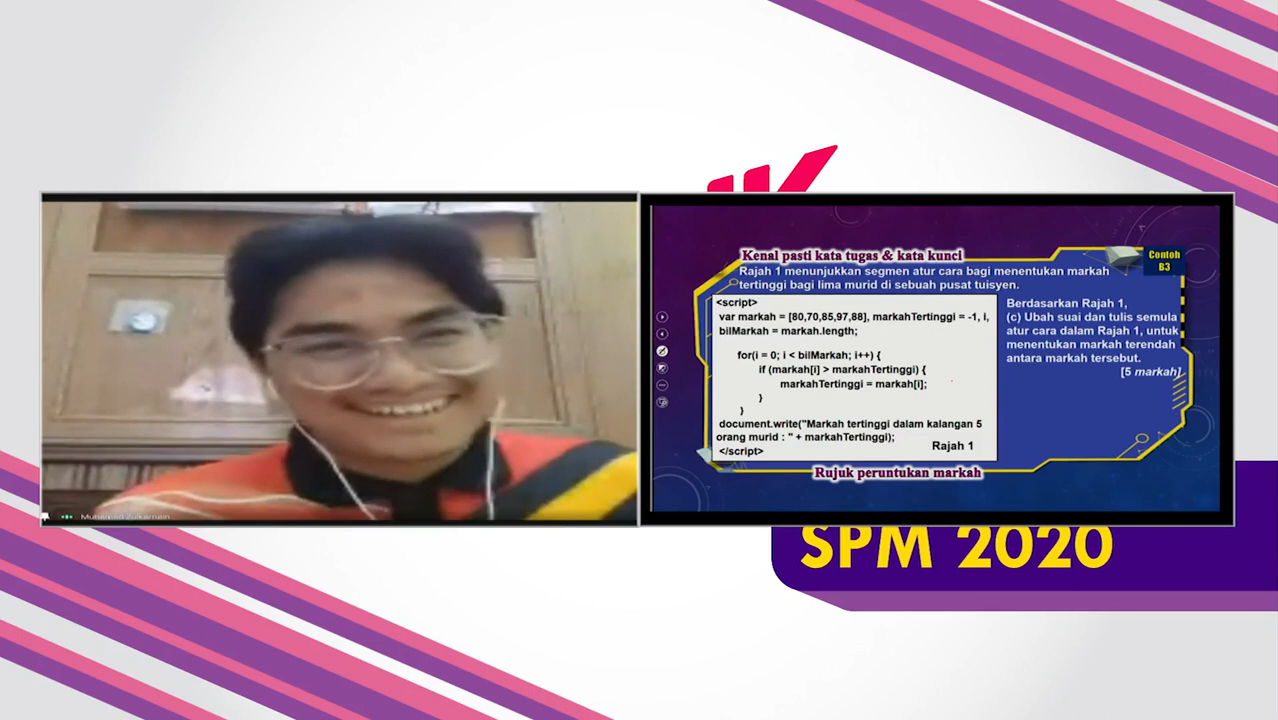 Muhamad Zulkarnain
Kenal pasti kata tugas & kata kunci
Contoh
B3
Rajah 1 menunjukkan segmen atur cara bagi menentukan markah
tertinggi bagi lima murid di sebuah pusat tuisyen.
<script>
var markah = [80,70,85,97,88], markahTertinggi = -1, i,
bilMarkah = markah.length;
for(i = 0; i < bilMarkah; i++) {
if (markah[i] > markahTertinggi) {
markahTertinggi = markah[i];
}
}
document.write("Markah tertinggi dalam kalangan 5
orang murid : " + markahTertinggi);
</script>
Rajah 1
Berdasarkan Rajah 1,
(c) Ubah suai dan tulis semula
atur cara dalam Rajah 1, untuk
menentukan markah terendah
antara markah tersebut.
[5 markah]
Rujuk peruntukan markah
SPM 2020